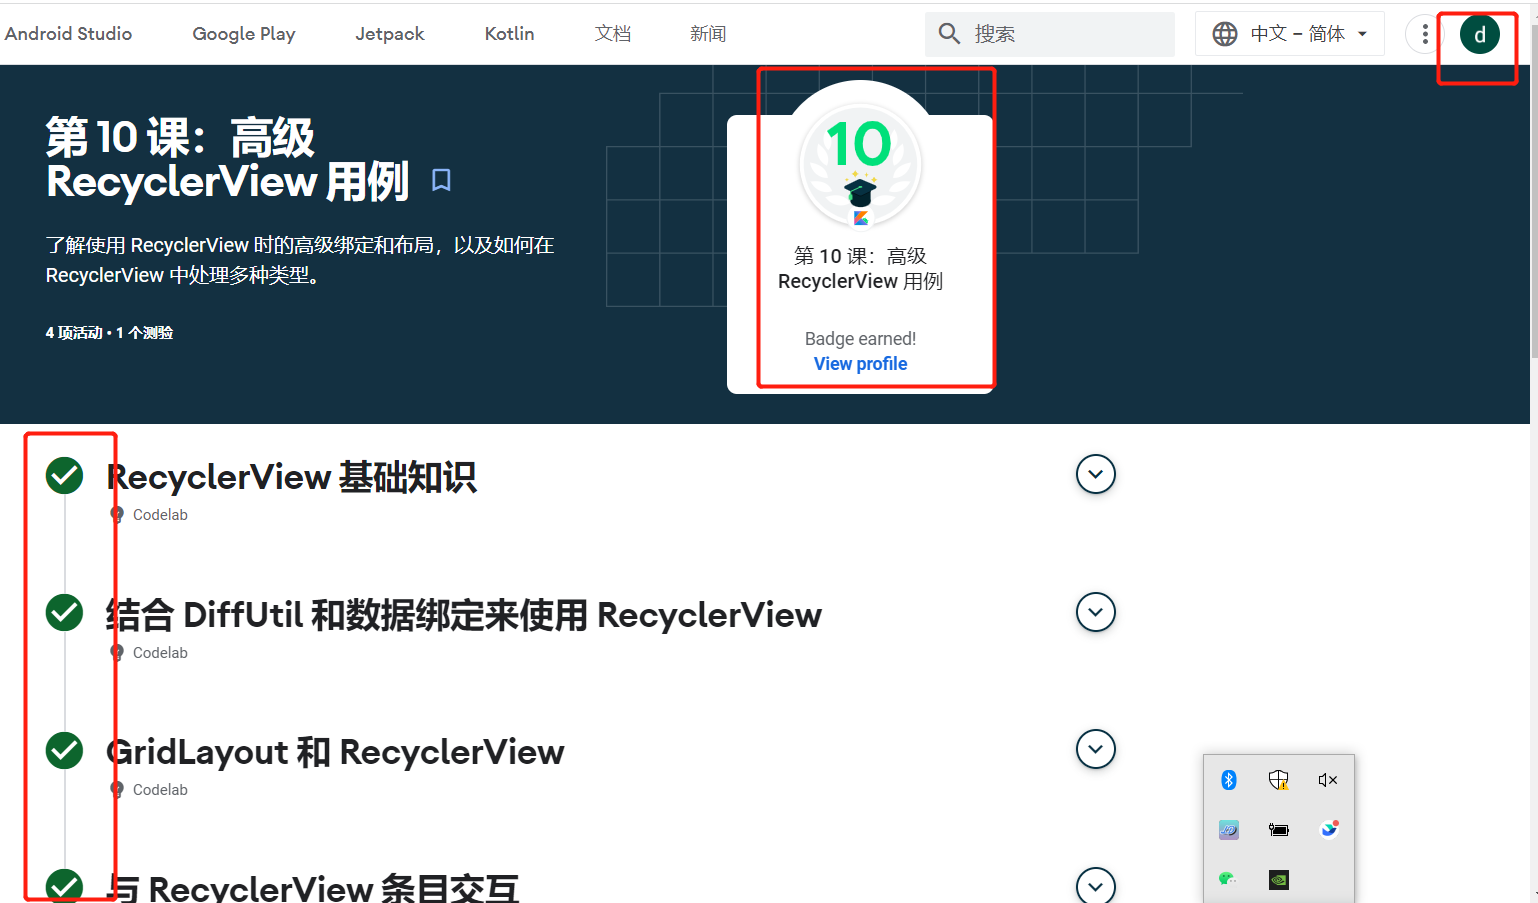 Android Studio Google Play Jetpack Kotlin 文档 新闻 搜索 中文 – 简体 d
第 10 课：高级
RecyclerView 用例
了解使用 RecyclerView 时的高级绑定和布局，以及如何在
RecyclerView 中处理多种类型。
4 项活动 • 1 个测验
10
第 10 课：高级
RecyclerView 用例
Badge earned!
View profile
RecyclerView 基础知识
Codelab
结合 DiffUtil 和数据绑定来使用 RecyclerView
Codelab
GridLayout 和 RecyclerView
Codelab
与 RecyclerView 条目交互